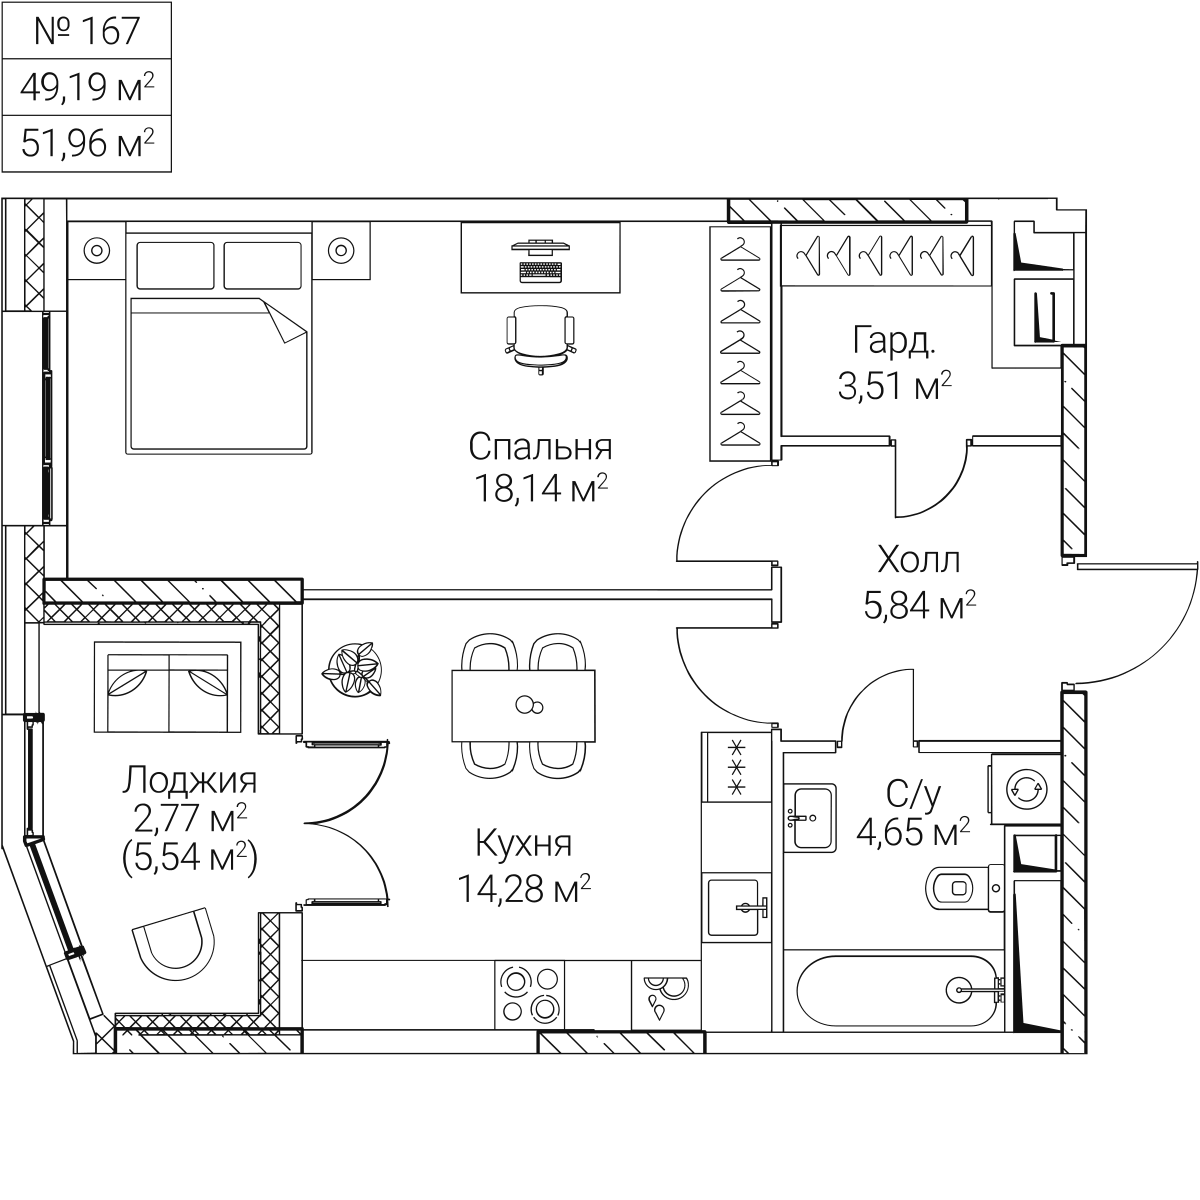 № 167
49,19 м²
51,96 м²
Гард.
3,51 м²
Спальня
18,14 м²
Холл
5,84 м²
Лоджия
2,77 м²
(5,54 м²)
Кухня
14,28 м²
С/у
4,65 м²